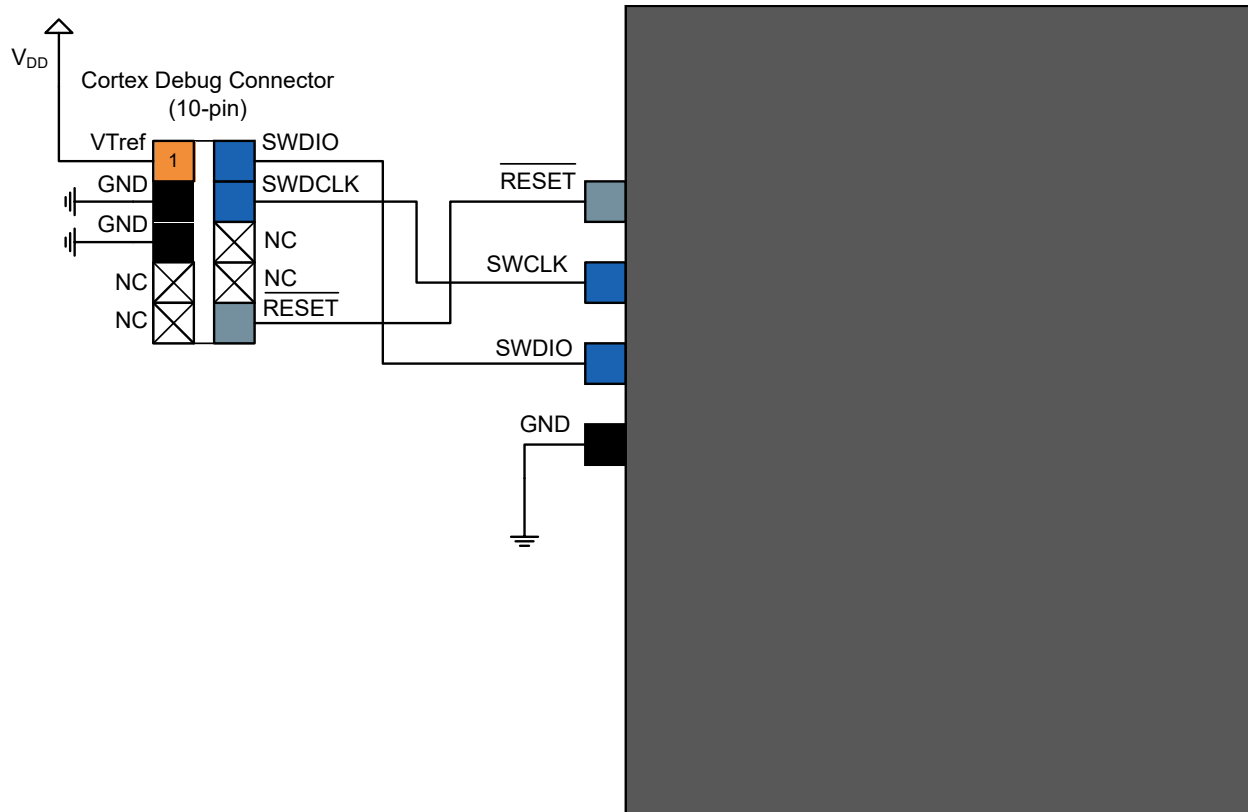 V_DD
Cortex Debug Connector
(10-pin)
VTref
1
SWDIO
GND
SWDCLK
GND
NC
NC
NC
NC
RESET
RESET
SWCLK
SWDIO
GND